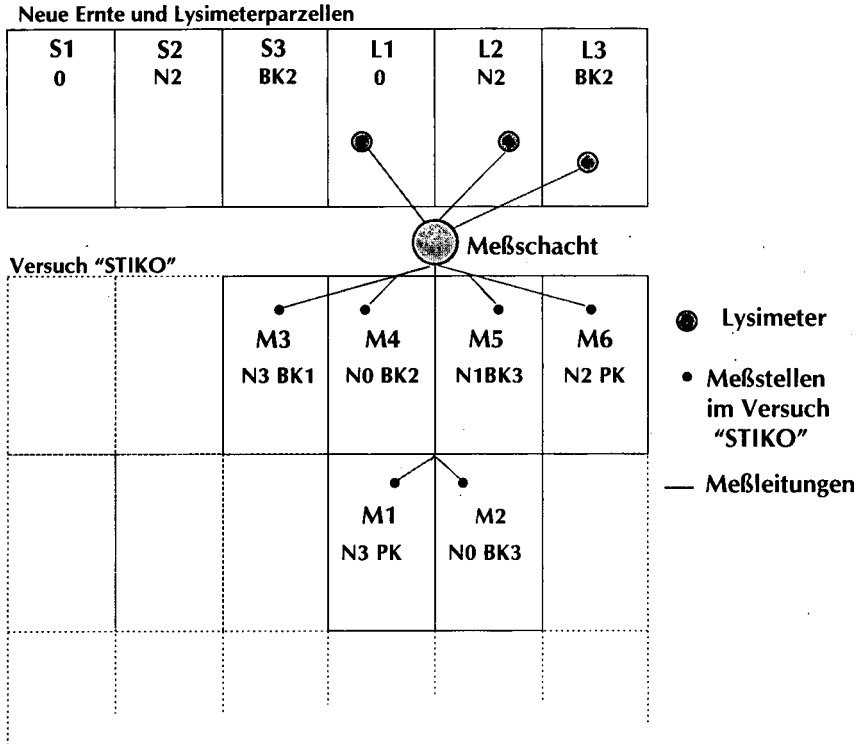 Neue Ernte und Lysimeterparzellen
S1 S2 S3 L1 L2 L3
0 N2 BK2 0 N2 BK2
Meßschacht
Versuch "STIKO"
M3 M4 M5 M6
N3 BK1 N0 BK2 N1BK3 N2 PK
M1 M2
N3 PK N0 BK3
Lysimeter
Meßstellen
im Versuch
"STIKO"
Meßleitungen